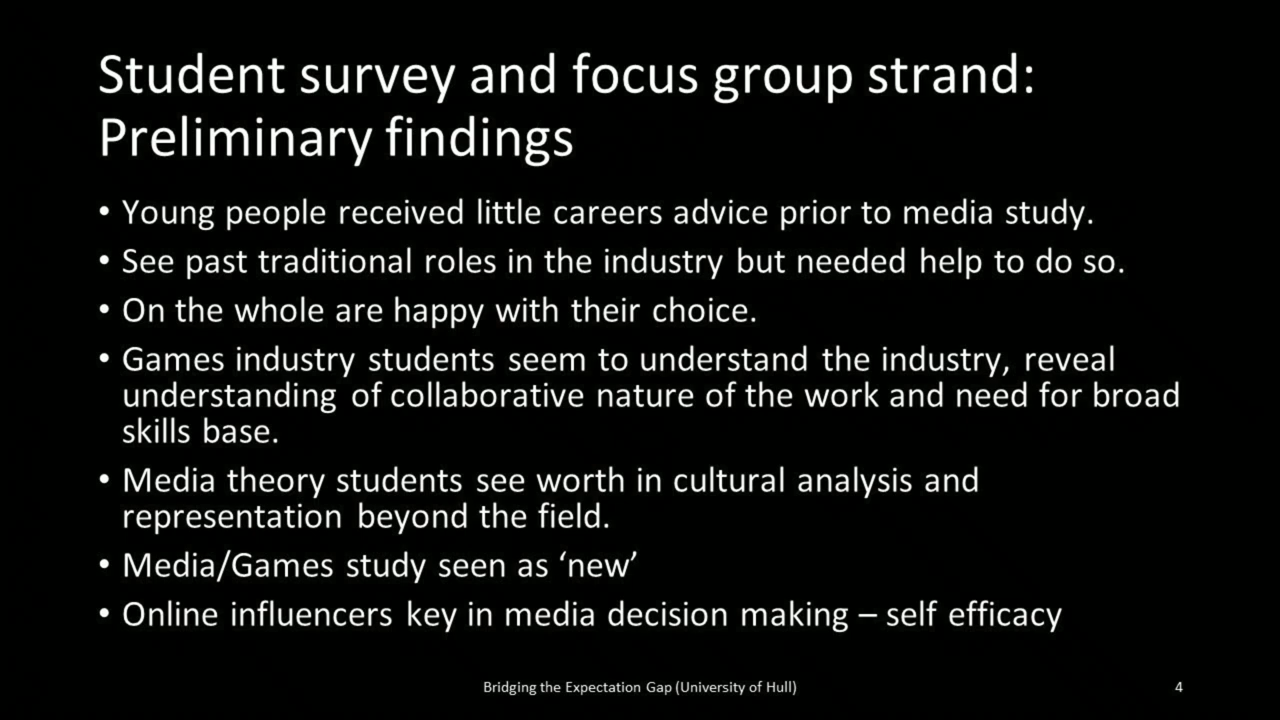 Student survey and focus group strand:
Preliminary findings
• Young people received little careers advice prior to media study.
• See past traditional roles in the industry but needed help to do so.
• On the whole are happy with their choice.
• Games industry students seem to understand the industry, reveal
understanding of collaborative nature of the work and need for broad
skills base.
• Media theory students see worth in cultural analysis and
representation beyond the field.
• Media/Games study seen as ‘new’
• Online influencers key in media decision making – self efficacy
Bridging the Expectation Gap (University of Hull)
4